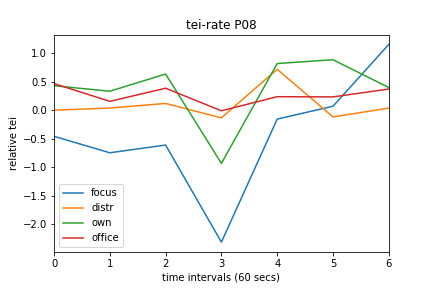 tei-rate P08
relative tei
1.0
0.5
0.0
−0.5
−1.0
−1.5
−2.0
focus
distr
own
office
0 1 2 3 4 5 6
time intervals (60 secs)